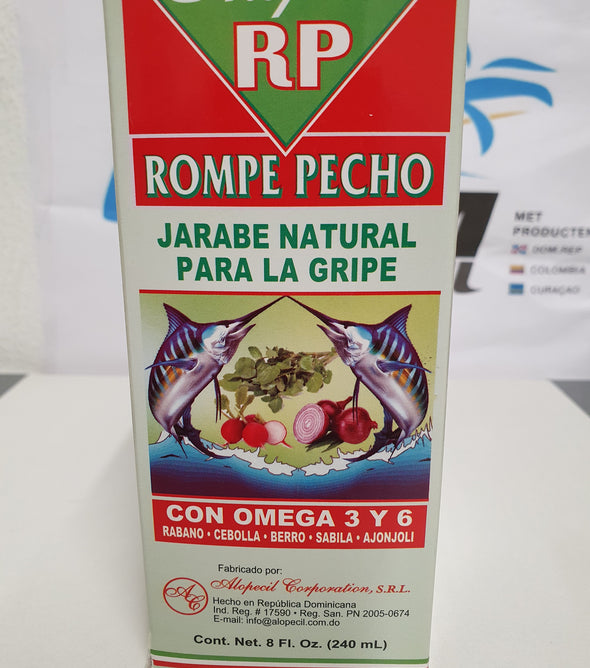 RP
ROMPE PECHO
JARABE NATURAL
PARA LA GRIPE
CON OMEGA 3 Y 6
RABANO • CEBOLLA • BERRO • SABILA • AJONJOLI
Fabricado por:
AC
Alopecil Corporation, S.R.L.
Hecho en República Dominicana
Ind. Reg. # 17590 • Reg. San. PN 2005-0674
E-mail: info@alopecil.com.do
Cont. Net. 8 Fl. Oz. (240 mL)
MET
PRODUCTEN
DOM.REP
COLOMBIA
CURAÇAO